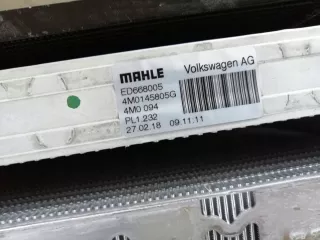 MAHLE Volkswagen AG
ED668005
4M0145805G
4M0 094
PL1.232
27.02.18 09.11.11